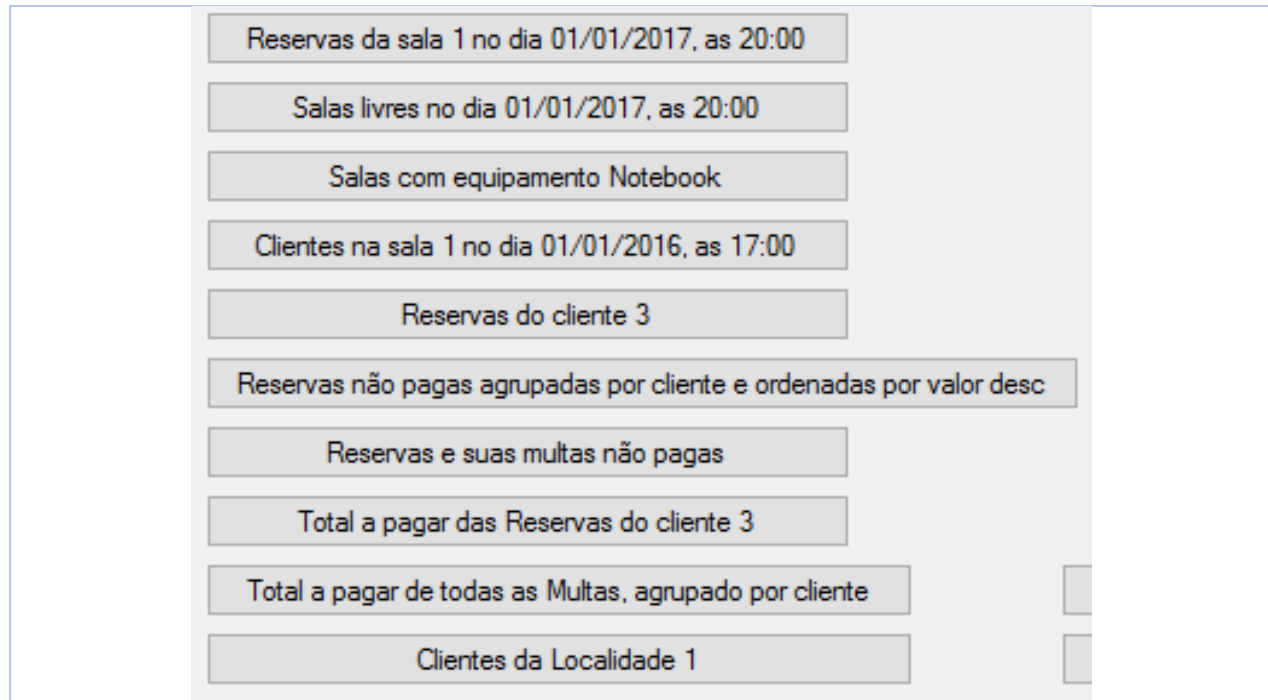 Reservas da sala 1 no dia 01/01/2017, as 20:00
Salas livres no dia 01/01/2017, as 20:00
Salas com equipamento Notebook
Clientes na sala 1 no dia 01/01/2016, as 17:00
Reservas do cliente 3
Reservas não pagas agrupadas por cliente e ordenadas por valor desc
Reservas e suas multas não pagas
Total a pagar das Reservas do cliente 3
Total a pagar de todas as Multas, agrupado por cliente
Clientes da Localidade 1